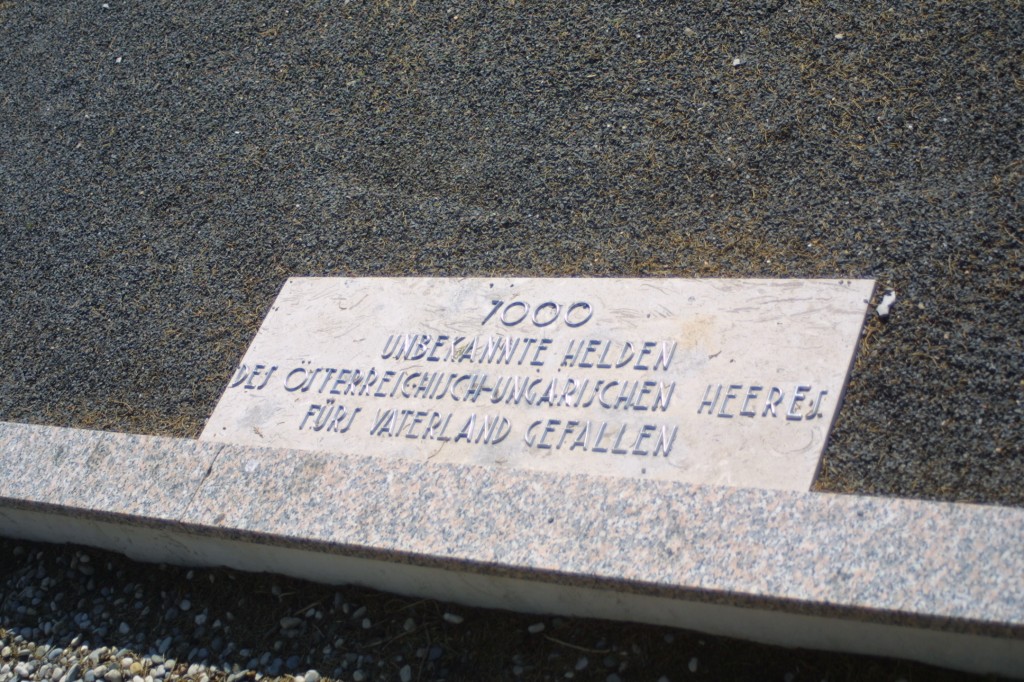 7000
UNBEKANNTE HELDEN
DES ÖSTERREICHISCH-UNGARISCHEN HEERES
FÜRS VATERLAND GEFALLEN